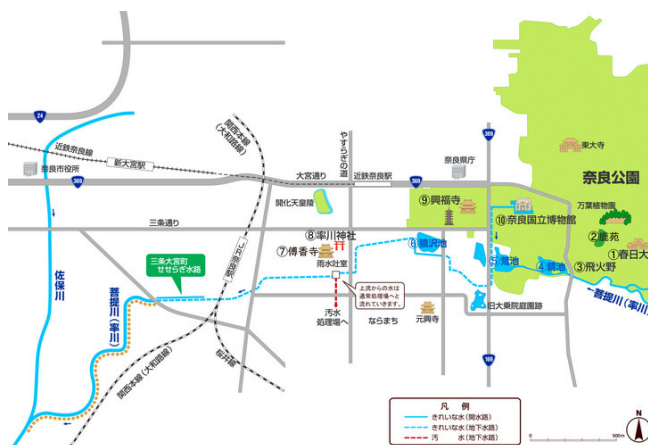 24
近鉄奈良線
新大宮駅
奈良市役所
369
関西本線
(大和路線)
大宮通り
近鉄奈良駅
やすらぎの道
369
奈良県庁
369
東大寺
奈良公園
万葉植物園
②鹿苑
①春日大
③飛火野
④鷺池
⑤荒池
⑥猿沢池
⑨興福寺
⑩奈良国立博物館
開化天皇陵
三条通り
⑧率川神社
⑦傳香寺
雨水吐室
JR奈良駅
三条大宮町
せせらぎ水路
上流からの水は
通常処理場へと
流れていきます。
汚水
処理場へ
ならまち
元興寺
旧大乗院庭園跡
菩提川(率川
169
佐保川
菩提川(率川)
関西本線(大和路線)
桜井線
凡 例
きれいな水(開水路)
きれいな水(地下水路)
汚 水(地下水路)
0
500m
N